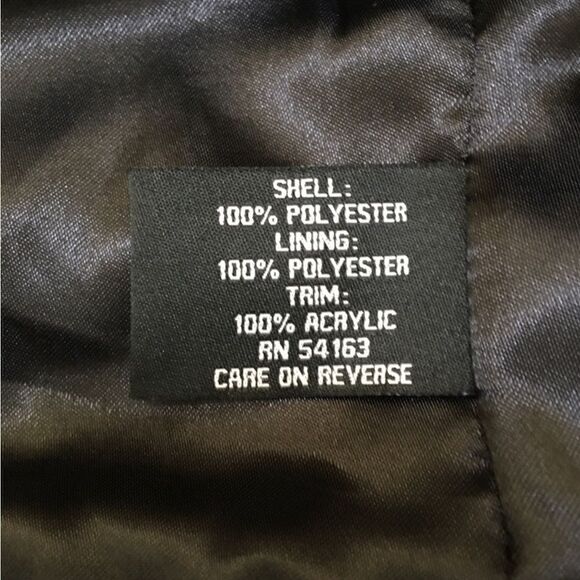 SHELL:
100% POLYESTER
LINING:
100% POLYESTER
TRIM:
100% ACRYLIC
RN 54163
CARE ON REVERSE